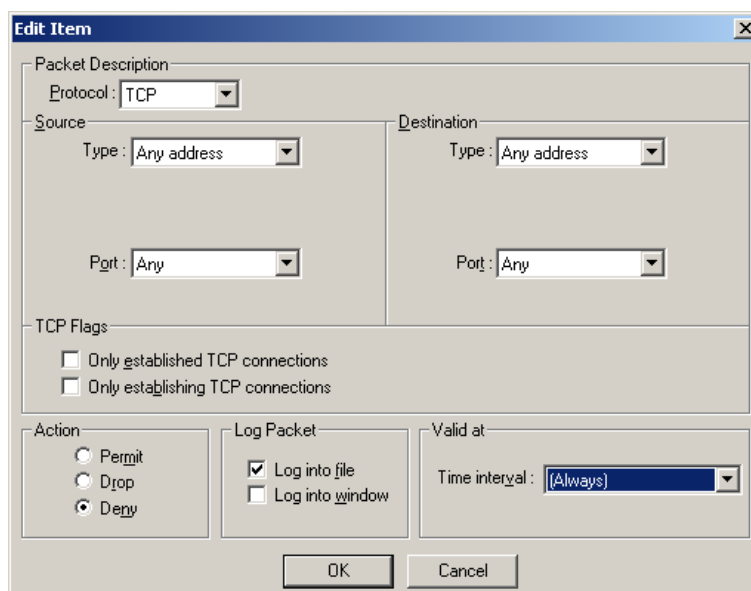 Edit Item
Packet Description
Protocol : TCP
Source
Type : Any address
Port : Any
Destination
Type : Any address
Port : Any
TCP Flags
Only established TCP connections
Only establishing TCP connections
Action
Permit
Drop
Deny
Log Packet
Log into file
Log into window
Valid at
Time interval : (Always)
OK
Cancel